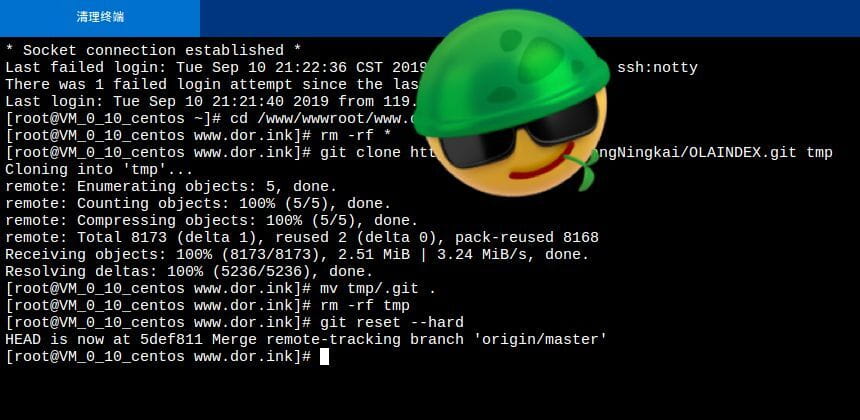 清理终端
* Socket connection established *
Last failed login: Tue Sep 10 21:22:36 CST 2019 ssh:notty
There was 1 failed login attempt since the las
Last login: Tue Sep 10 21:21:40 2019 from 119.
[root@VM_0_10_centos ~]# cd /www/wwwroot/www.
[root@VM_0_10_centos www.dor.ink]# rm -rf *
[root@VM_0_10_centos www.dor.ink]# git clone htt ngNingkai/OLAINDEX.git tmp
Cloning into 'tmp'...
remote: Enumerating objects: 5, done.
remote: Counting objects: 100% (5/5), done.
remote: Compressing objects: 100% (5/5), done.
remote: Total 8173 (delta 1), reused 2 (delta 0), pack-reused 8168
Receiving objects: 100% (8173/8173), 2.51 MiB | 3.24 MiB/s, done.
Resolving deltas: 100% (5236/5236), done.
[root@VM_0_10_centos www.dor.ink]# mv tmp/.git .
[root@VM_0_10_centos www.dor.ink]# rm -rf tmp
[root@VM_0_10_centos www.dor.ink]# git reset --hard
HEAD is now at 5def811 Merge remote-tracking branch 'origin/master'
[root@VM_0_10_centos www.dor.ink]#